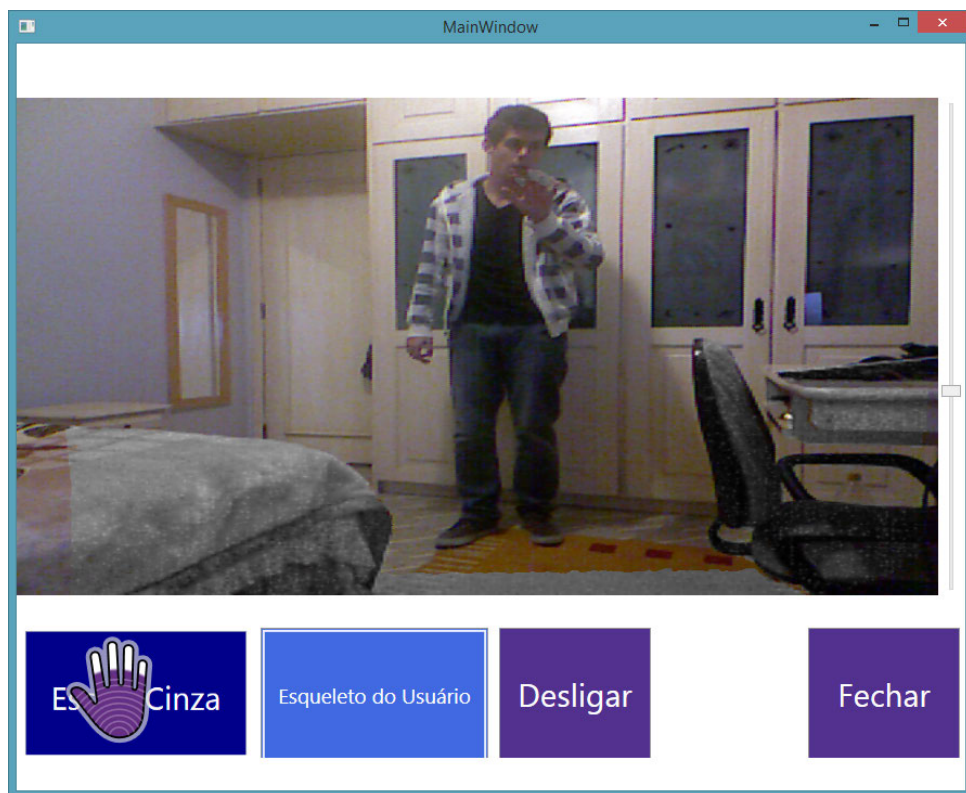 MainWindow
Es Cinza
Esqueleto do Usuário
Desligar
Fechar